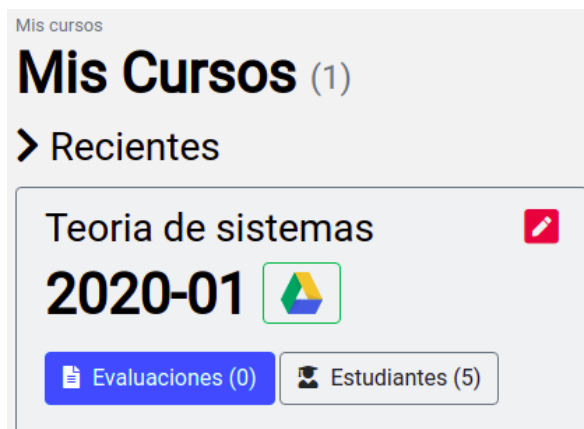 Mis cursos
Mis Cursos (1)
Recientes
Teoria de sistemas
2020-01
Evaluaciones (0) Estudiantes (5)